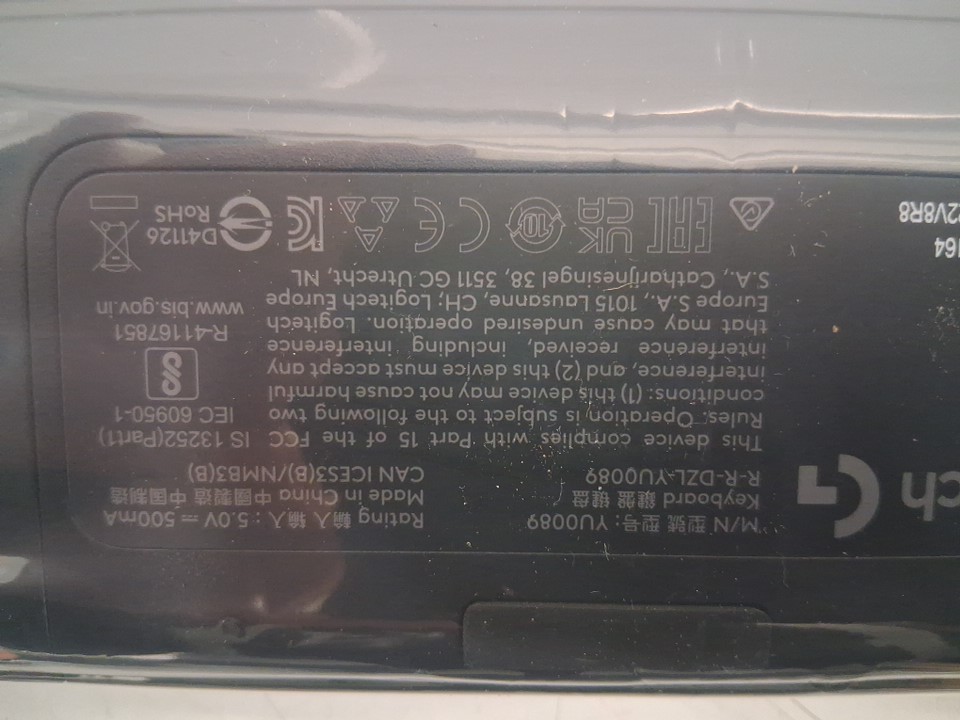 ch G
M/N 型號 型号: YU0089
Keyboard 鍵盤 键盘
R-R-DZL-YU0089
Rating 輸入 输入 : 5.0V ⎓ 500mA
Made in China 中國製造 中国制造
CAN ICES3(B)/NMB3(B)
This device complies with Part 15 of the FCC
Rules. Operation is subject to the following two
conditions: (1) this device may not cause harmful
interference, and (2) this device must accept any
interference received, including interference
that may cause undesired operation. Logitech
Europe S.A., 1015 Lausanne, CH; Logitech Europe
S.A., Catharijnesingel 38, 3511 GC Utrecht, NL
IS 13252(Part1)
IEC 60950-1
R-41167851
www.bis.gov.in
164
2V8R8
EAC
UK CA
10
CE
D41126
RoHS